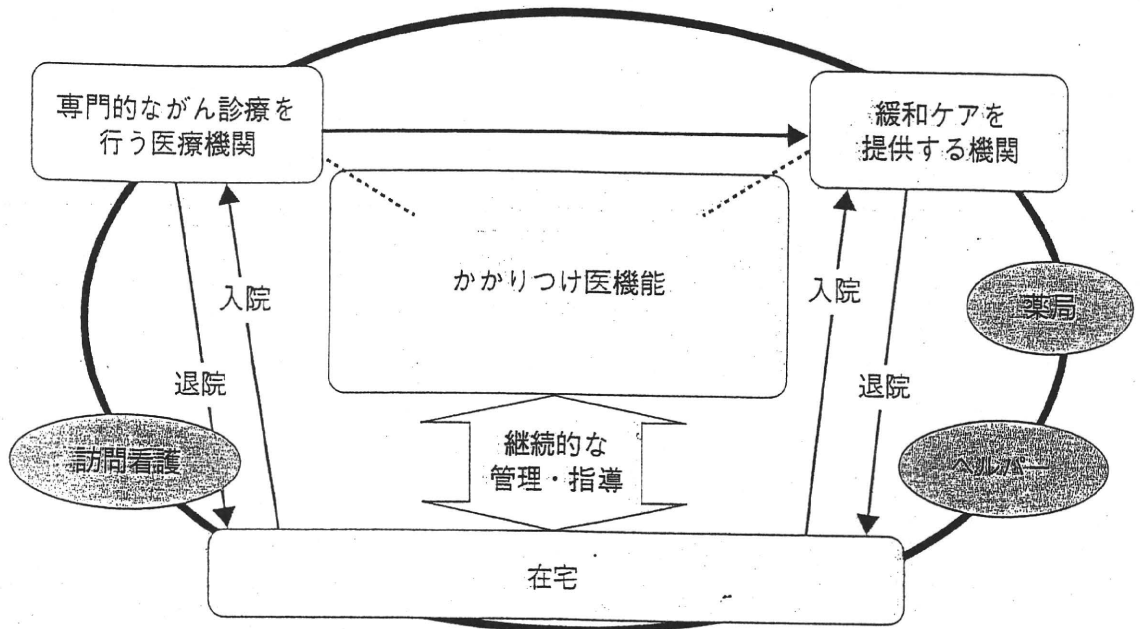 専門的ながん診療を
行う医療機関
緩和ケアを
提供する機関
かかりつけ医機能
入院
退院
入院
退院
薬局
訪問看護
ヘルパー
継続的な
管理・指導
在宅